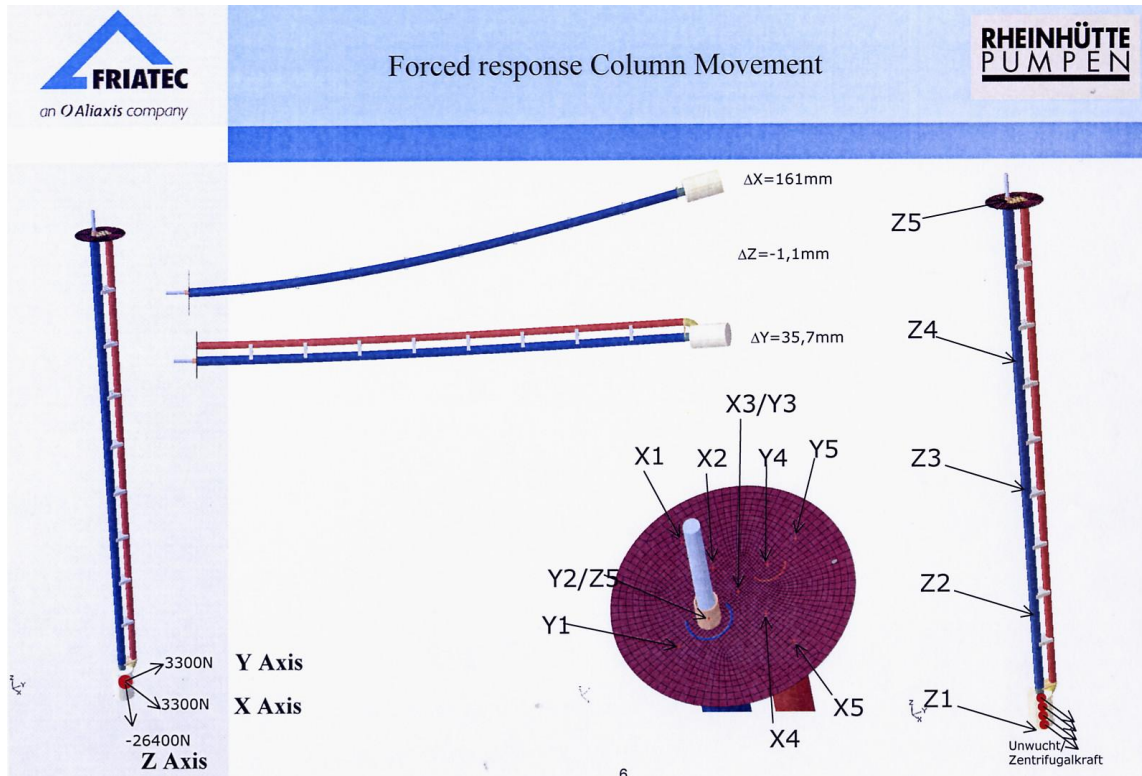 FRIATEC
an Aliaxis company
Forced response Column Movement
RHEINHÜTTE
PUMPEN
ΔX=161mm
ΔZ=-1,1mm
ΔY=35,7mm
3300N
Y Axis
3300N
X Axis
-26400N
Z Axis
X3/Y3
X1
X2
Y4
Y5
Y2/Z5
Y1
X5
X4
Z5
Z4
Z3
Z2
Z1
Unwucht/
Zentrifugalkraft
6